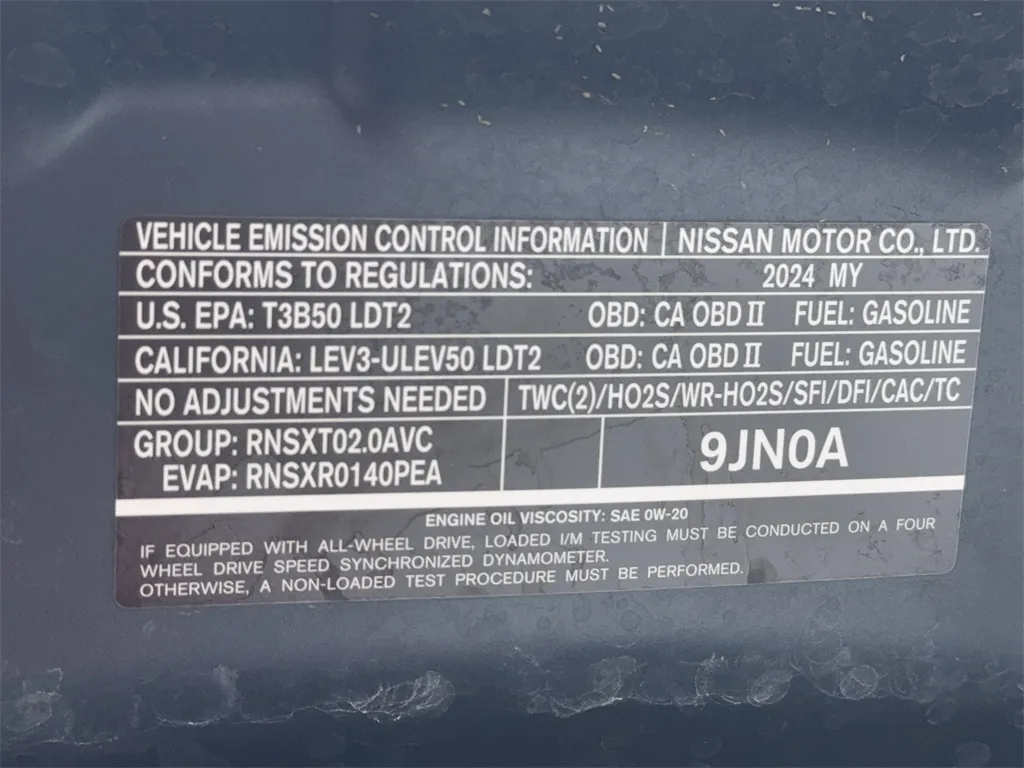 VEHICLE EMISSION CONTROL INFORMATION NISSAN MOTOR CO., LTD.
CONFORMS TO REGULATIONS: 2024 MY
U.S. EPA: T3B50 LDT2 OBD: CA OBD II FUEL: GASOLINE
CALIFORNIA: LEV3-ULEV50 LDT2 OBD: CA OBD II FUEL: GASOLINE
NO ADJUSTMENTS NEEDED TWC(2)/HO2S/WR-HO2S/SFI/DFI/CAC/TC
GROUP: RNSXT02.0AVC
EVAP: RNSXR0140PEA
9JN0A
ENGINE OIL VISCOSITY: SAE 0W-20
IF EQUIPPED WITH ALL-WHEEL DRIVE, LOADED I/M TESTING MUST BE CONDUCTED ON A FOUR
WHEEL DRIVE SPEED SYNCHRONIZED DYNAMOMETER.
OTHERWISE, A NON-LOADED TEST PROCEDURE MUST BE PERFORMED.